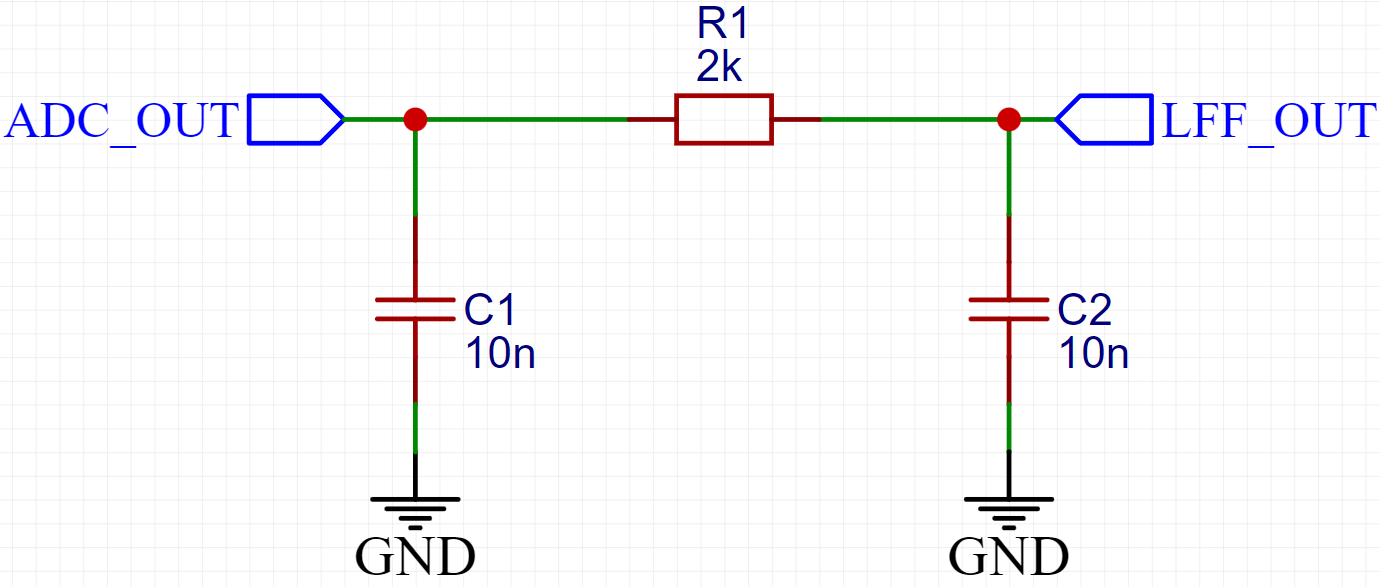 R1
2k
ADC_OUT
LFF_OUT
C1
10n
C2
10n
GND
GND